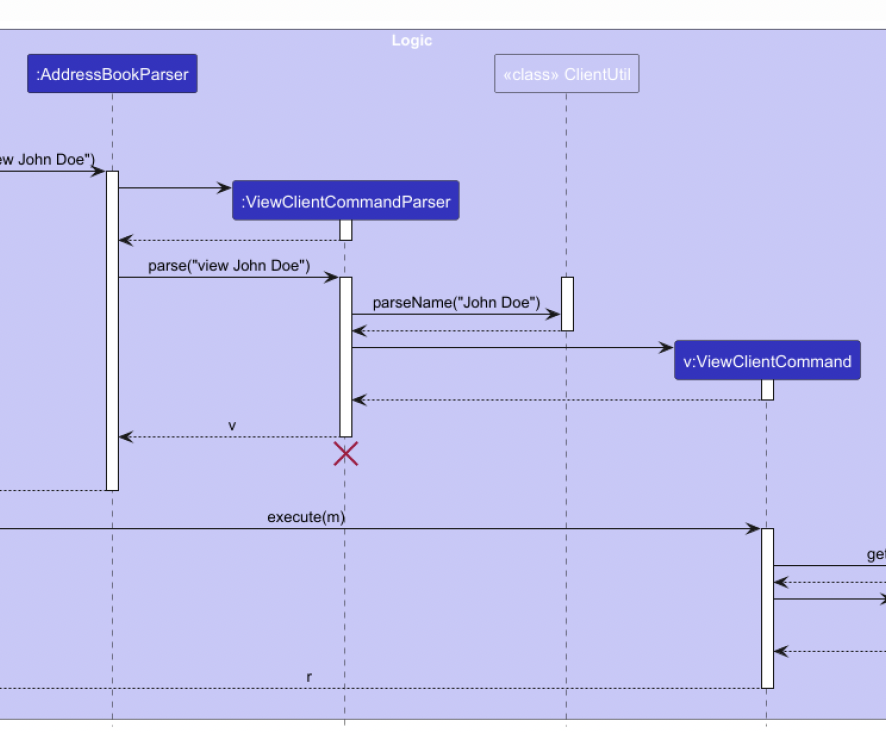 Logic
:AddressBookParser
«class» ClientUtil
ew John Doe")
:ViewClientCommandParser
parse("view John Doe")
parseName("John Doe")
v:ViewClientCommand
v
execute(m)
get
r